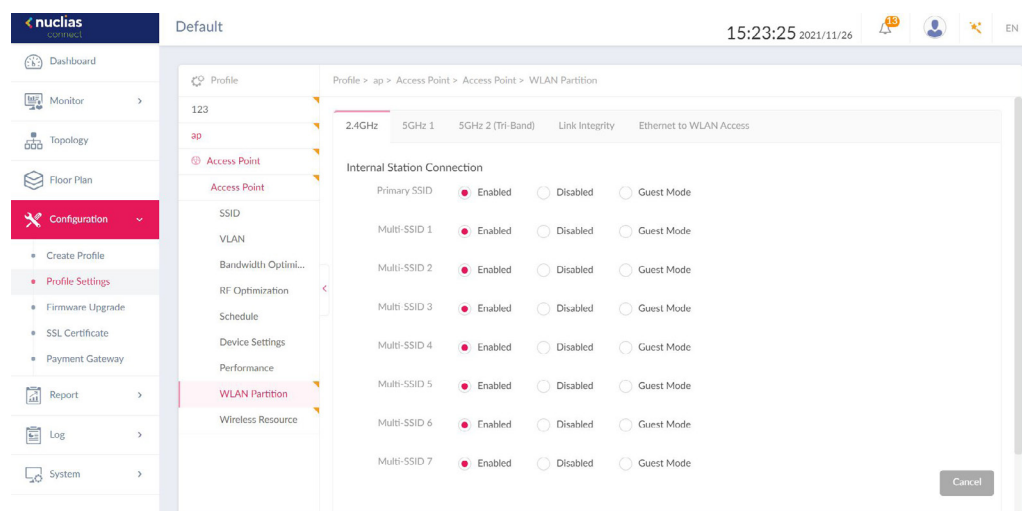 nuclias
connect
Default
15:23:25 2021/11/26
13
EN
Dashboard
Monitor
Topology
Floor Plan
Configuration
Create Profile
Profile Settings
Firmware Upgrade
SSL Certificate
Payment Gateway
Report
Log
System
Profile
123
ap
Access Point
Access Point
SSID
VLAN
Bandwidth Optimi...
RF Optimization
Schedule
Device Settings
Performance
WLAN Partition
Wireless Resource
Profile > ap > Access Point > Access Point > WLAN Partition
2.4GHz 5GHz 1 5GHz 2 (Tri-Band) Link Integrity Ethernet to WLAN Access
Internal Station Connection
Primary SSID Enabled Disabled Guest Mode
Multi-SSID 1 Enabled Disabled Guest Mode
Multi-SSID 2 Enabled Disabled Guest Mode
Multi-SSID 3 Enabled Disabled Guest Mode
Multi-SSID 4 Enabled Disabled Guest Mode
Multi-SSID 5 Enabled Disabled Guest Mode
Multi-SSID 6 Enabled Disabled Guest Mode
Multi-SSID 7 Enabled Disabled Guest Mode
Cancel